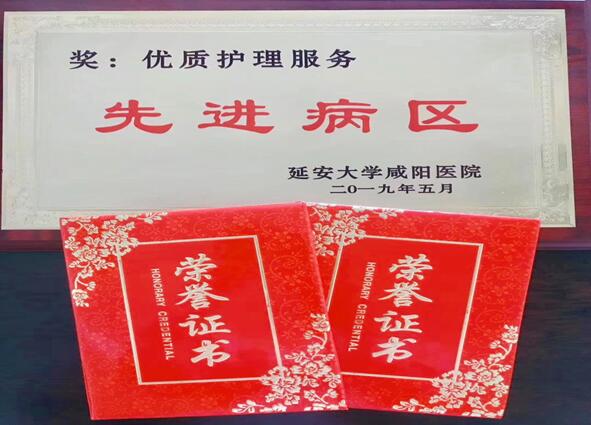 奖：优质护理服务
先进病区
延安大学咸阳医院
二〇一九年五月
荣誉证书
HONORARY CREDENTIAL
荣誉证书
HONORARY CREDENTIAL